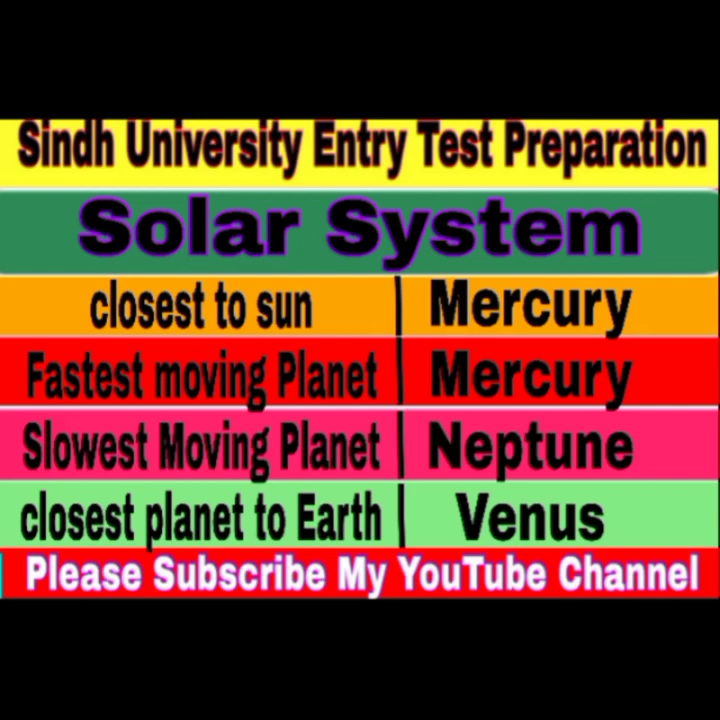 Sindh University Entry Test Preparation
Solar System
closest to sun | Mercury
Fastest moving Planet | Mercury
Slowest Moving Planet | Neptune
closest planet to Earth | Venus
Please Subscribe My YouTube Channel